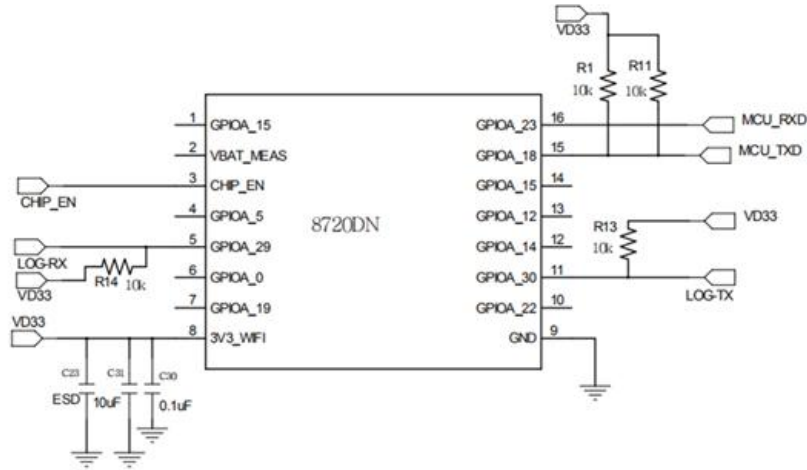 VD33
R1
R11
10k
10k
1
GPIOA_15
GPIOA_23
16
MCU_RXD
2
VBAT_MEAS
GPIOA_18
15
MCU_TXD
3
CHIP_EN
GPIOA_15
14
CHIP_EN
4
GPIOA_5
8720DN
GPIOA_12
13
VD33
5
GPIOA_29
GPIOA_14
12
R13
10k
LOG-RX
6
GPIOA_0
GPIOA_30
11
R14
10k
VD33
LOG-TX
7
GPIOA_19
GPIOA_22
10
VD33
8
3V3_WIFI
GND
9
C23
C31
C30
ESD
10uF
0.1uF